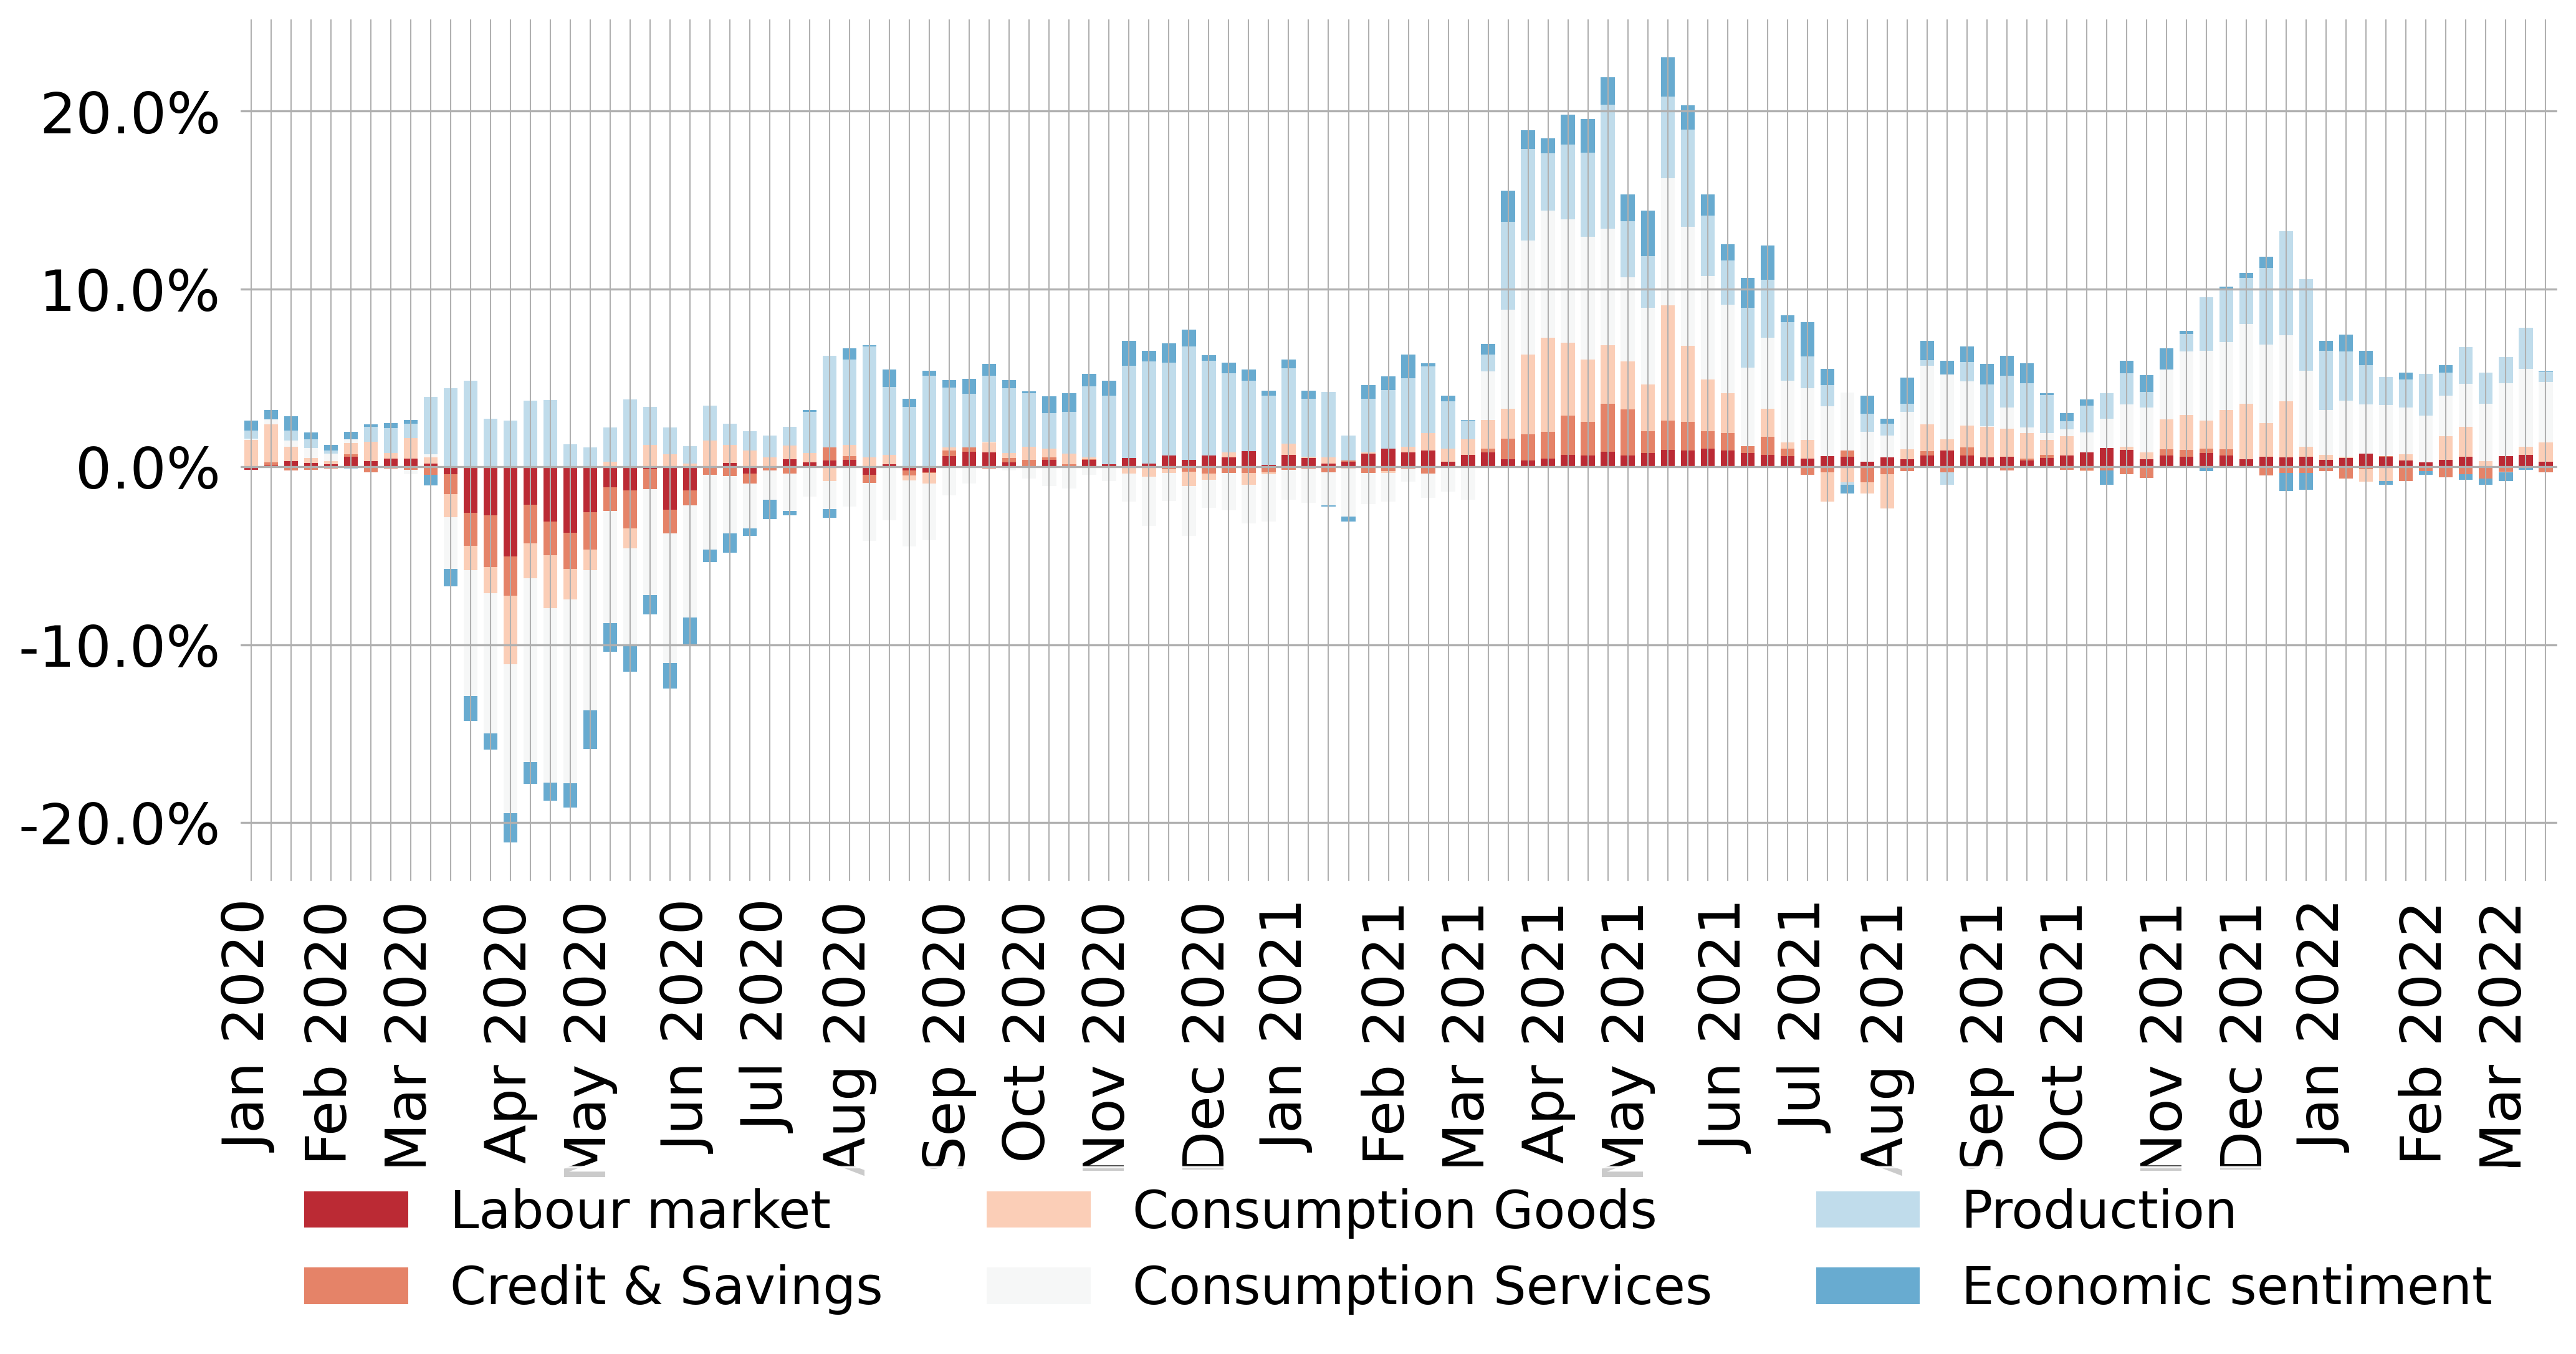 20.0%
10.0%
0.0%
-10.0%
-20.0%
Jan 2020
Feb 2020
Mar 2020
Apr 2020
May 2020
Jun 2020
Jul 2020
Aug 2020
Sep 2020
Oct 2020
Nov 2020
Dec 2020
Jan 2021
Feb 2021
Mar 2021
Apr 2021
May 2021
Jun 2021
Jul 2021
Aug 2021
Sep 2021
Oct 2021
Nov 2021
Dec 2021
Jan 2022
Feb 2022
Mar 2022
Labour market
Credit & Savings
Consumption Goods
Consumption Services
Production
Economic sentiment